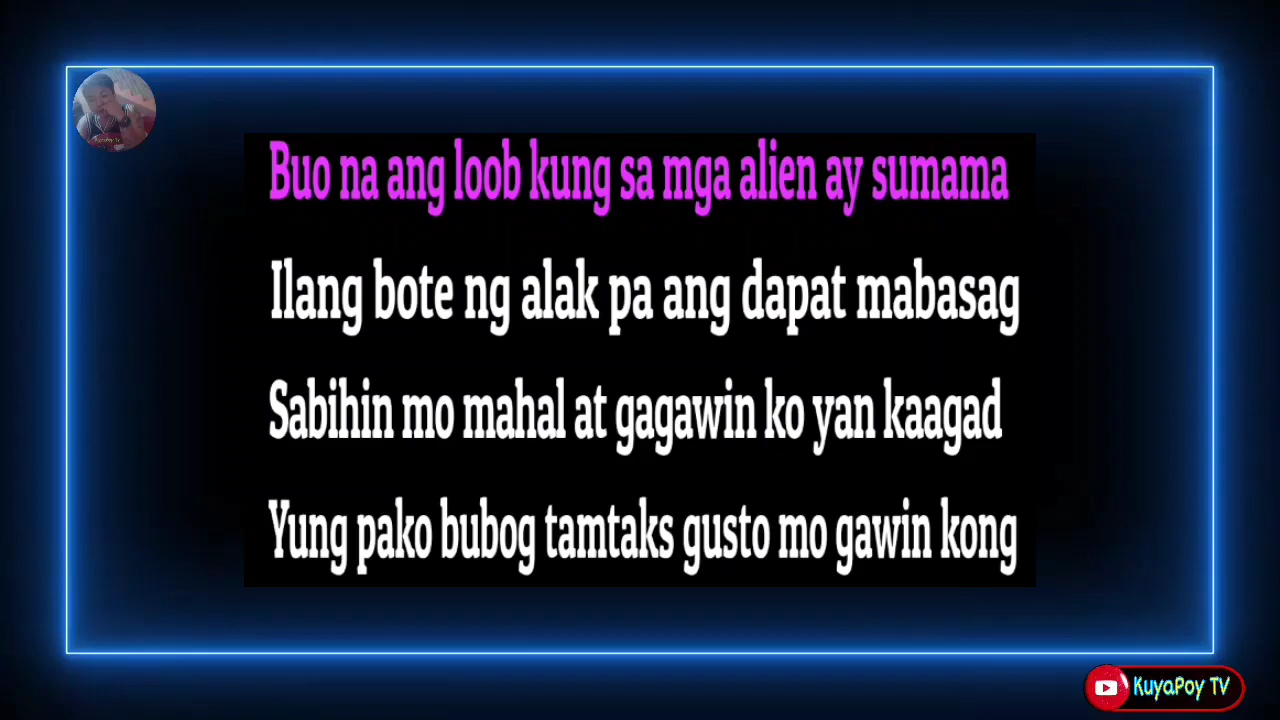 Buo na ang loob kung sa mga alien ay sumama
Ilang bote ng alak pa ang dapat mabasag
Sabihin mo mahal at gagawin ko yan kaagad
Yung pako bubog tamtaks gusto mo gawin kong
KuyaPoy TV